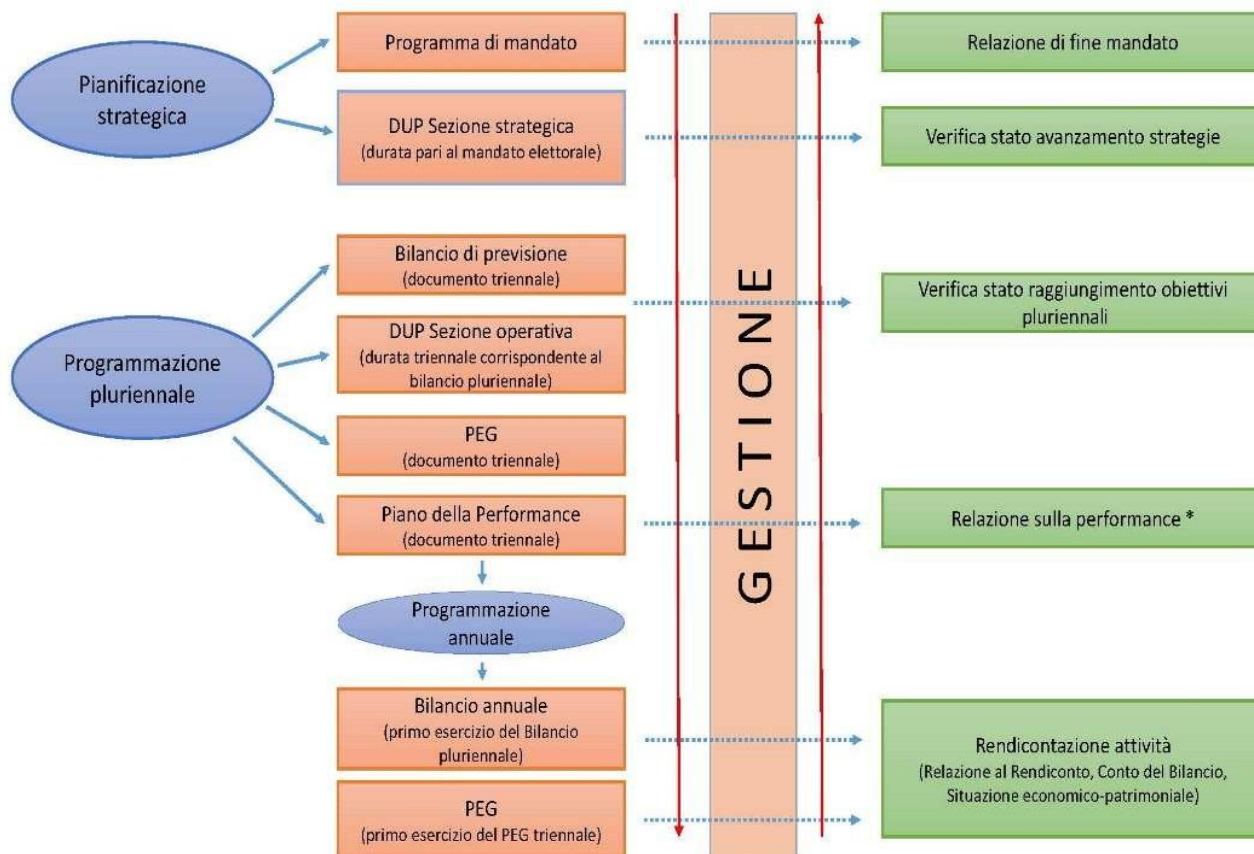 Pianificazione
strategica
Programma di mandato
DUP Sezione strategica
(durata pari al mandato elettorale)
Relazione di fine mandato
Verifica stato avanzamento strategie
Programmazione
pluriennale
Bilancio di previsione
(documento triennale)
DUP Sezione operativa
(durata triennale corrispondente al
bilancio pluriennale)
PEG
(documento triennale)
Piano della Performance
(documento triennale)
GESTIONE
Verifica stato raggiungimento obiettivi
pluriennali
Relazione sulla performance *
Programmazione
annuale
Bilancio annuale
(primo esercizio del Bilancio
pluriennale)
PEG
(primo esercizio del PEG triennale)
Rendicontazione attività
(Relazione al Rendiconto, Conto del Bilancio,
Situazione economico-patrimoniale)